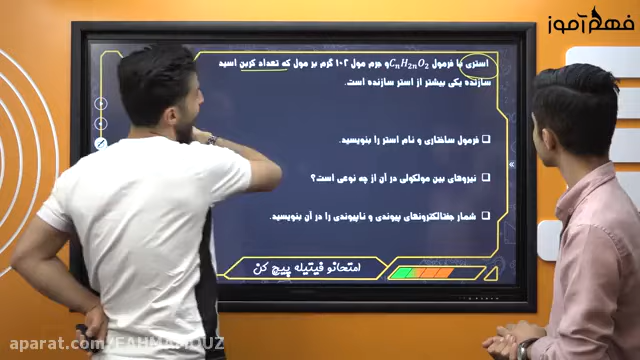 فهم آموز
استری با فرمول CₙH₂ₙO₂ و جرم مول ۱۰۲ گرم بر مول که تعداد کربن اسید
سازنده یکی بیشتر از استر سازنده است.
فرمول ساختاری و نام استر را بنویسید.
نیروهای بین مولکولی در آن از چه نوعی است؟
شمار جفت‌الکترون‌های پیوندی و ناپیوندی را در آن بنویسید.
امتحانو فیتیله پیچ کن
aparat.com/FAHMAMOUZ